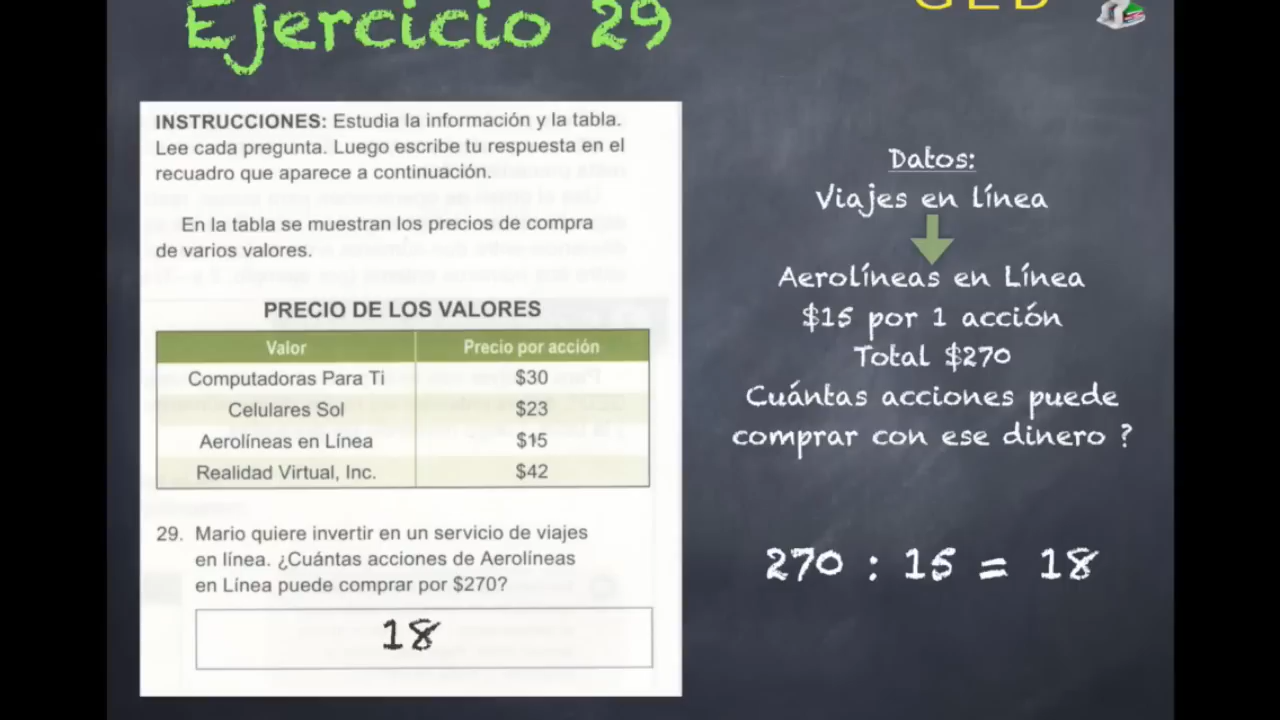 Ejercicio 29
GED
INSTRUCCIONES: Estudia la información y la tabla.
Lee cada pregunta. Luego escribe tu respuesta en el
recuadro que aparece a continuación.
En la tabla se muestran los precios de compra
de varios valores.
PRECIO DE LOS VALORES
Valor Precio por acción
Computadoras Para Ti $30
Celulares Sol $23
Aerolíneas en Línea $15
Realidad Virtual, Inc. $42
29. Mario quiere invertir en un servicio de viajes
en línea. ¿Cuántas acciones de Aerolíneas
en Línea puede comprar por $270?
18
Datos:
Viajes en línea
Aerolíneas en Línea
$15 por 1 acción
Total $270
Cuántas acciones puede
comprar con ese dinero ?
270 : 15 = 18